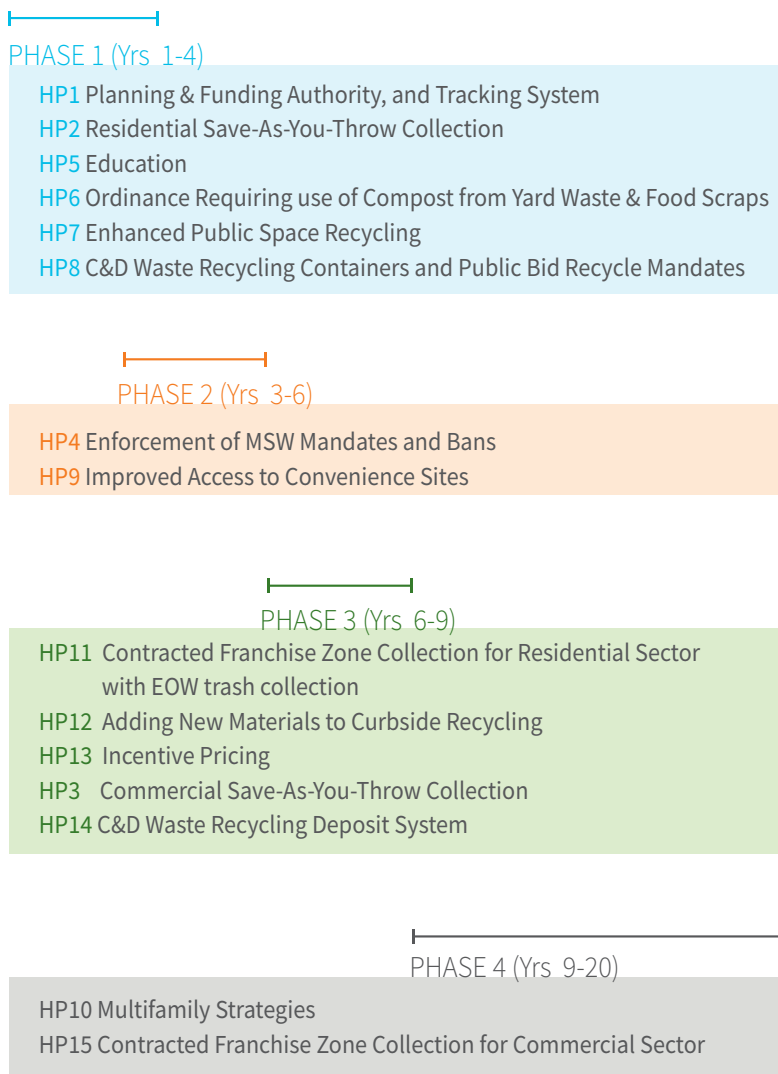 PHASE 1 (Yrs 1-4)
HP1 Planning & Funding Authority, and Tracking System
HP2 Residential Save-As-You-Throw Collection
HP5 Education
HP6 Ordinance Requiring use of Compost from Yard Waste & Food Scraps
HP7 Enhanced Public Space Recycling
HP8 C&D Waste Recycling Containers and Public Bid Recycle Mandates
PHASE 2 (Yrs 3-6)
HP4 Enforcement of MSW Mandates and Bans
HP9 Improved Access to Convenience Sites
PHASE 3 (Yrs 6-9)
HP11 Contracted Franchise Zone Collection for Residential Sector
with EOW trash collection
HP12 Adding New Materials to Curbside Recycling
HP13 Incentive Pricing
HP3 Commercial Save-As-You-Throw Collection
HP14 C&D Waste Recycling Deposit System
PHASE 4 (Yrs 9-20)
HP10 Multifamily Strategies
HP15 Contracted Franchise Zone Collection for Commercial Sector